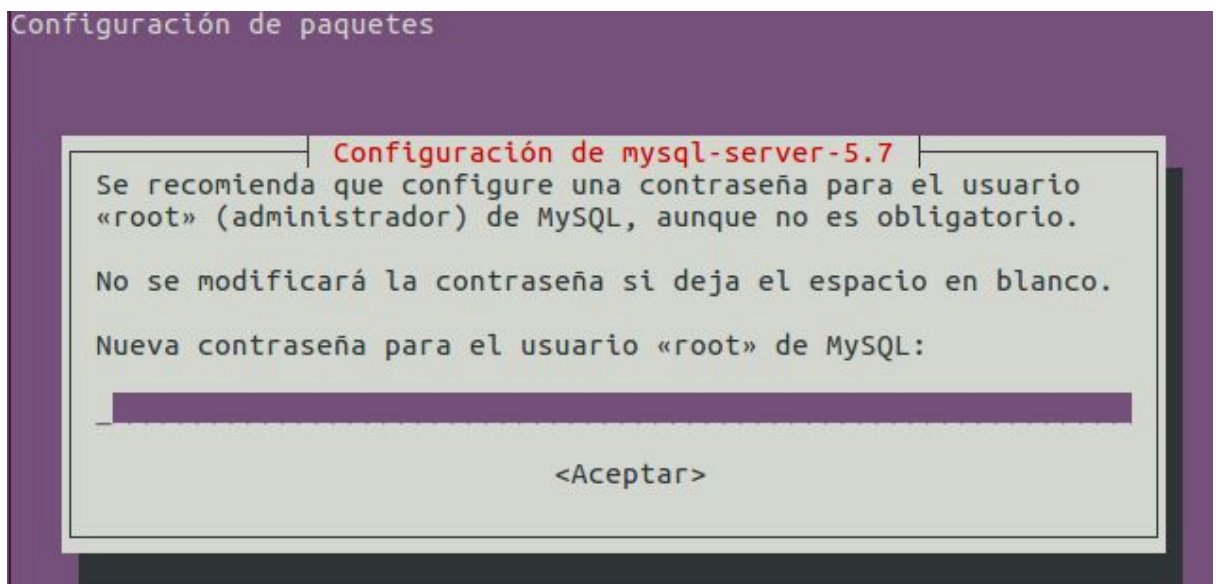 Configuración de paquetes
Configuración de mysql-server-5.7
Se recomienda que configure una contraseña para el usuario
«root» (administrador) de MySQL, aunque no es obligatorio.
No se modificará la contraseña si deja el espacio en blanco.
Nueva contraseña para el usuario «root» de MySQL:
<Aceptar>